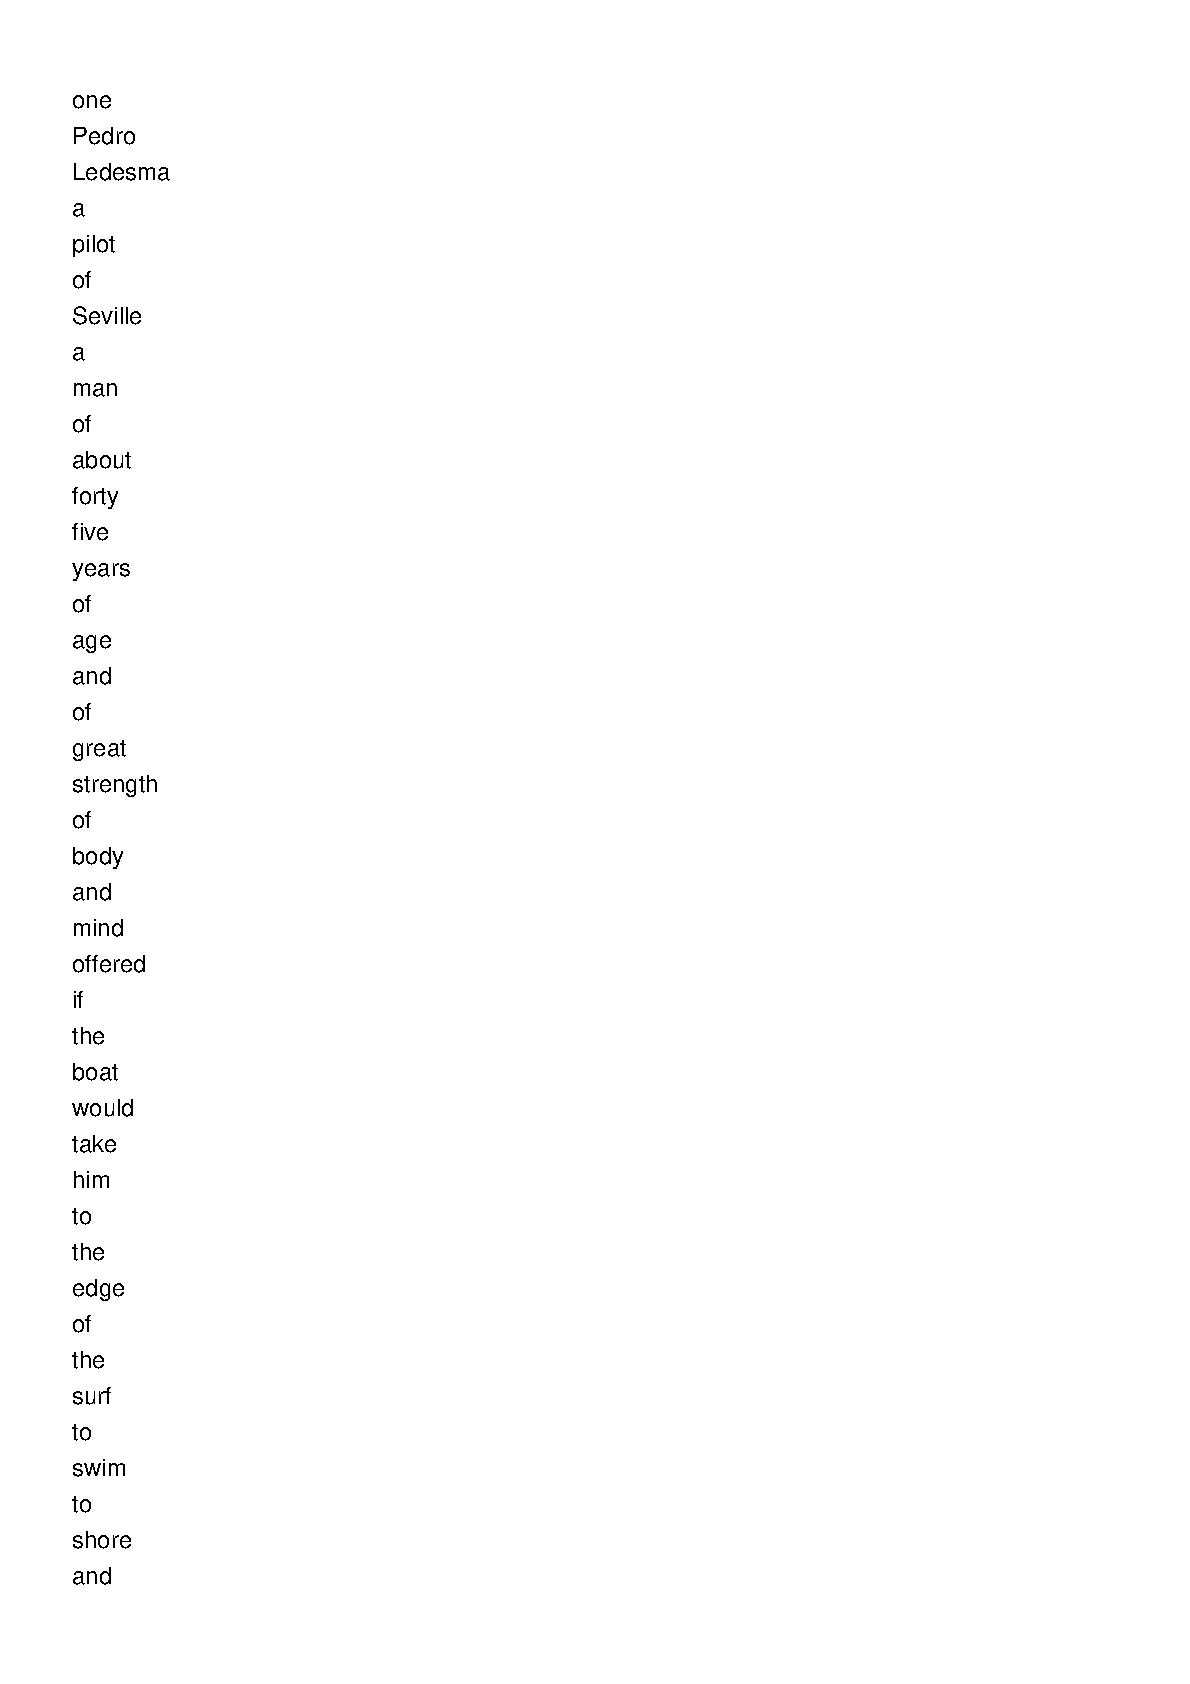 one
Pedro
Ledesma
a
pilot
of
Seville
a
man
of
about
forty
five
years
of
age
and
of
great
strength
of
body
and
mind
offered
if
the
boat
would
take
him
to
the
edge
of
the
surf
to
swim
to
shore
and